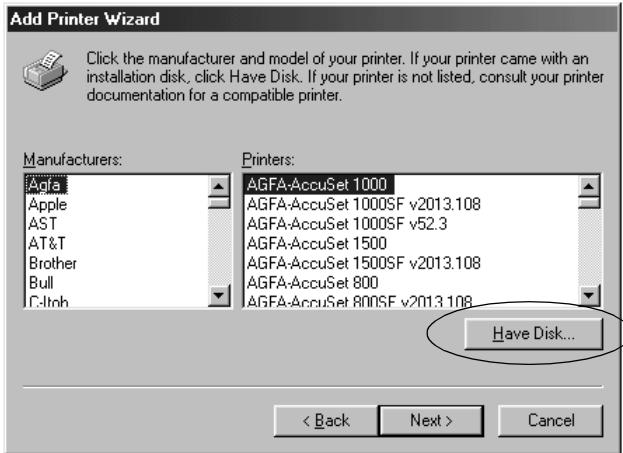 Add Printer Wizard
Click the manufacturer and model of your printer. If your printer came with an
installation disk, click Have Disk. If your printer is not listed, consult your printer
documentation for a compatible printer.
Manufacturers:
Agfa
Apple
AST
AT&T
Brother
Bull
C-Itoh
Printers:
AGFA-AccuSet 1000
AGFA-AccuSet 1000SF v2013.108
AGFA-AccuSet 1000SF v52.3
AGFA-AccuSet 1500
AGFA-AccuSet 1500SF v2013.108
AGFA-AccuSet 800
AGFA-AccuSet 800SF v2013.108
Have Disk...
< Back
Next >
Cancel